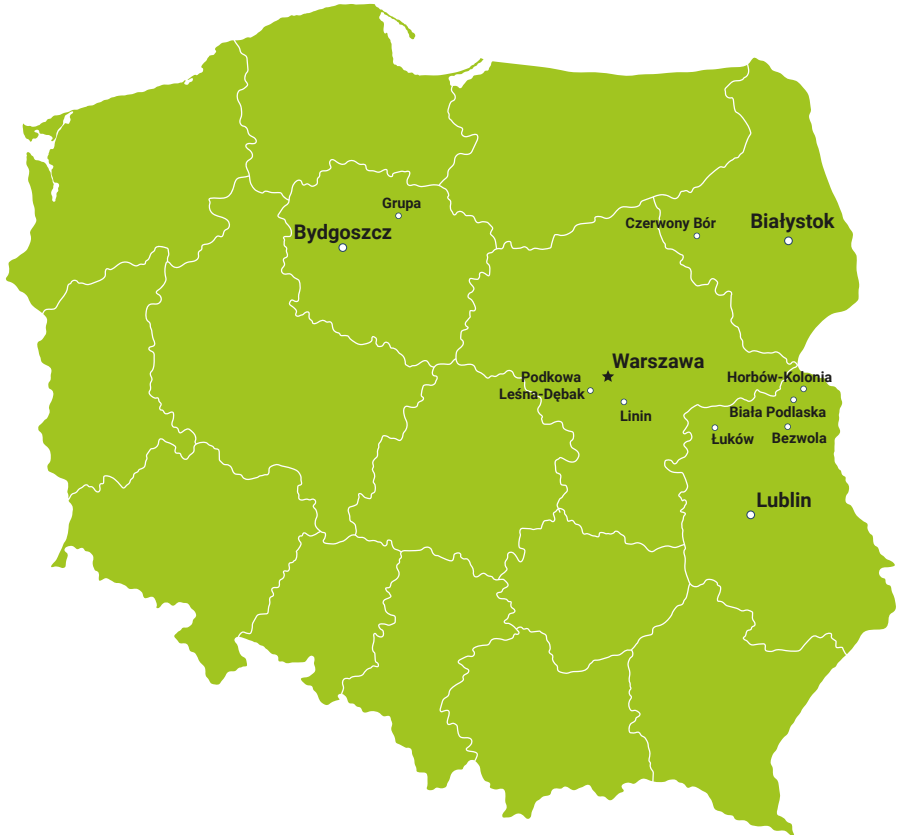 Grupa
Bydgoszcz
Czerwony Bór
Białystok
Warszawa
Podkowa
Leśna-Dębak
Linin
Horbów-Kolonia
Biała Podlaska
Łuków
Bezwola
Lublin